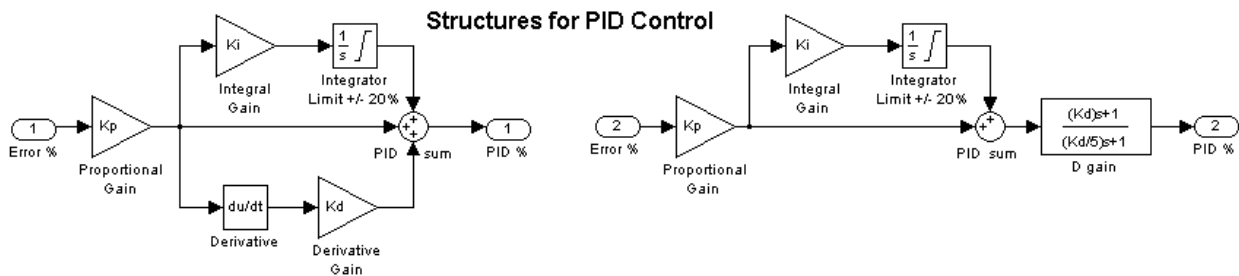 Structures for PID Control
Ki
Integral
Gain
1
s
Integrator
Limit +/- 20%
1
Error %
Kp
Proportional
Gain
+
+
+
PID sum
1
PID %
du/dt
Derivative
Kd
Derivative
Gain
Ki
Integral
Gain
1
s
Integrator
Limit +/- 20%
2
Error %
Kp
Proportional
Gain
+
+
PID sum
(Kd)s+1
(Kd/5)s+1
D gain
2
PID %